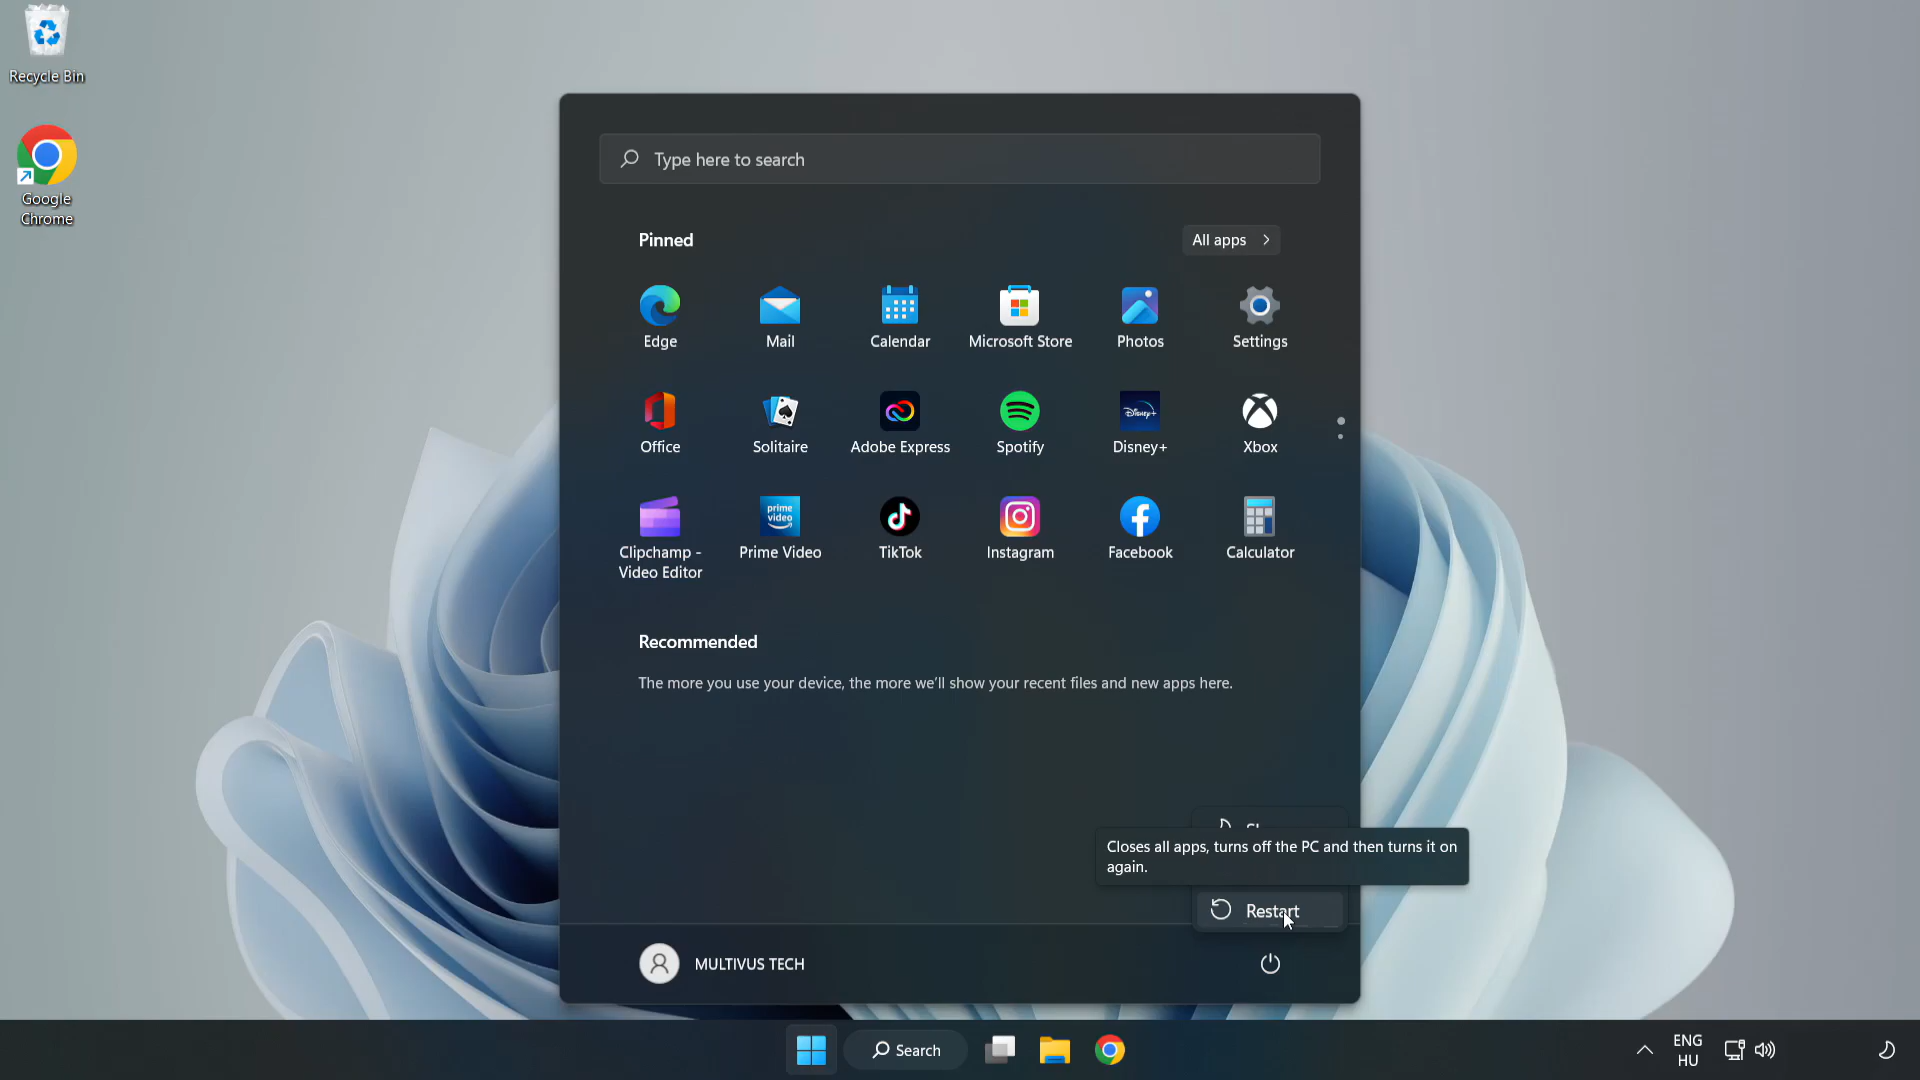 Recycle Bin
Google
Chrome
Type here to search
Pinned
All apps
Edge
Mail
Calendar
Microsoft Store
Photos
Settings
Office
Solitaire
Adobe Express
Spotify
Disney+
Disney+
Xbox
prime
video
Clipchamp -
Video Editor
Prime Video
TikTok
Instagram
Facebook
Calculator
Recommended
The more you use your device, the more we'll show your recent files and new apps here.
Closes all apps, turns off the PC and then turns it on
again.
Restart
MULTIVUS TECH
Search
ENG
HU